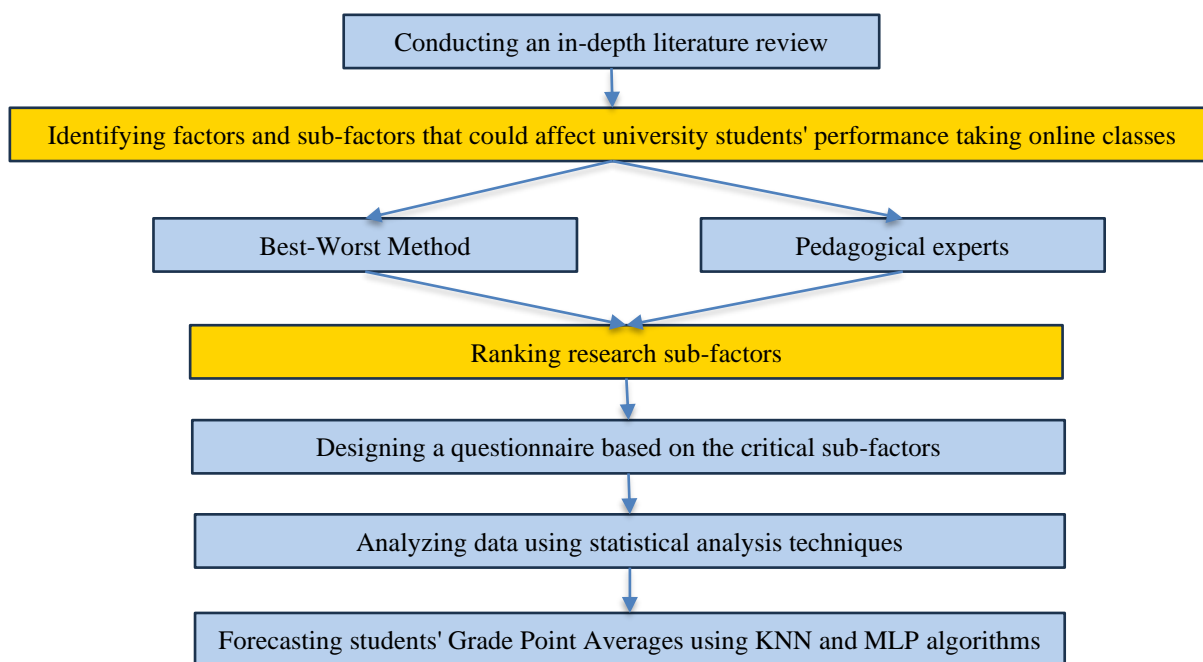 Conducting an in-depth literature review
Identifying factors and sub-factors that could affect university students' performance taking online classes
Best-Worst Method
Pedagogical experts
Ranking research sub-factors
Designing a questionnaire based on the critical sub-factors
Analyzing data using statistical analysis techniques
Forecasting students' Grade Point Averages using KNN and MLP algorithms